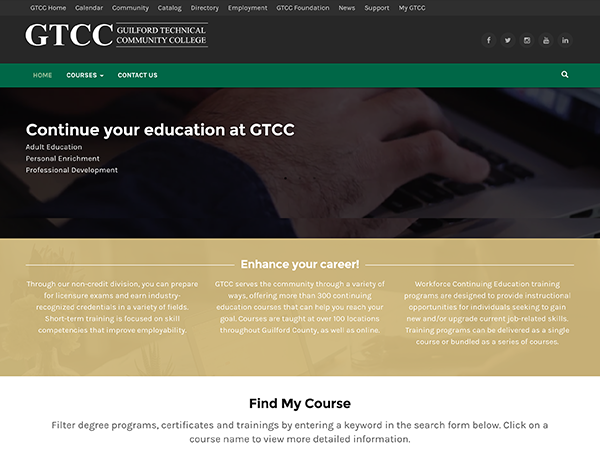 GTCC Home Calendar Community Catalog Directory Employment GTCC Foundation News Support My GTCC
GTCC GUILFORD TECHNICAL
COMMUNITY COLLEGE
HOME COURSES CONTACT US
Continue your education at GTCC
Adult Education
Personal Enrichment
Professional Development
Enhance your career!
Through our non-credit division, you can prepare
for licensure exams and earn industry-
recognized credentials in a variety of fields.
Short-term training is focused on skill
competencies that improve employability.
GTCC serves the community through a variety of
ways, offering more than 300 continuing
education courses that can help you reach your
goal. Courses are taught at over 100 locations
throughout Guilford County, as well as online.
Workforce Continuing Education training
programs are designed to provide instructional
opportunities for individuals seeking to gain
new and/or upgrade current job-related skills.
Training programs can be delivered as a single
course or bundled as a series of courses.
Find My Course
Filter degree programs, certificates and trainings by entering a keyword in the search form below. Click on a
course name to view more detailed information.